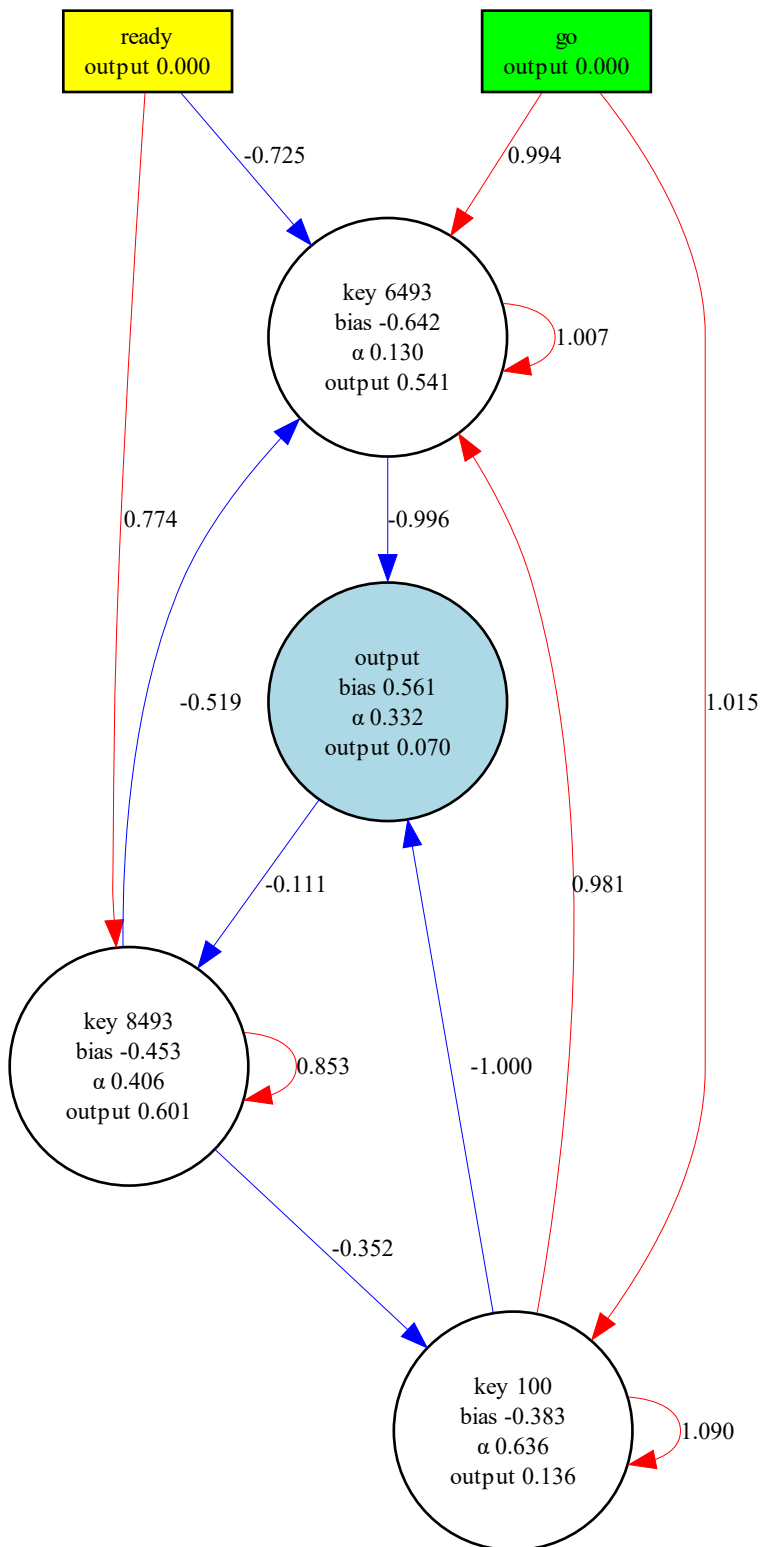 ready
output 0.000
go
output 0.000
-0.725
0.994
key 6493
bias -0.642
α 0.130
output 0.541
1.007
0.774
-0.996
-0.519
output
bias 0.561
α 0.332
output 0.070
1.015
-0.111
0.981
key 8493
bias -0.453
α 0.406
output 0.601
0.853
-1.000
-0.352
key 100
bias -0.383
α 0.636
output 0.136
1.090